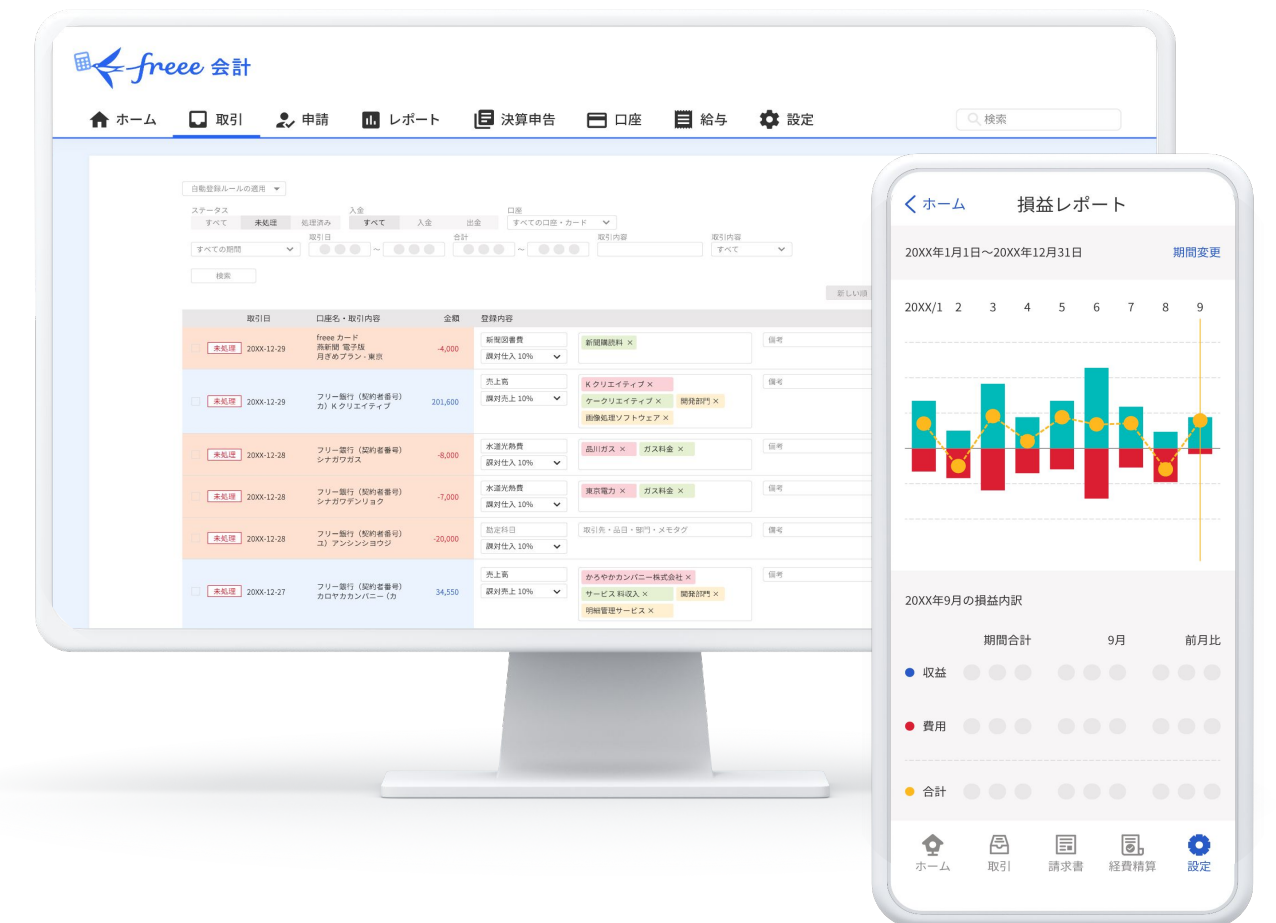 freee 会計
ホーム 取引 申請 レポート 決算申告 口座 給与 設定 検索
自動登録ルールの適用
ステータス 入金 口座
すべて 未処理 処理済み すべて 入金 出金 すべての口座・カード
取引日 合計 取引内容 取引内容
すべての期間 ~ ~ すべて
検索
新しい順
取引日 口座名・取引内容 金額 登録内容
未処理 20XX-12-29 freee カード 燕新聞 電子版 月ぎめプラン - 東京 -4,000 新聞図書費 課対仕入 10% 新聞購読料 × 備考
未処理 20XX-12-29 フリー銀行（契約者番号） カ）K クリエイティブ 201,600 売上高 課対売上 10% K クリエイティブ × ケークリエイティブ × 開発部門 × 画像処理ソフトウェア × 備考
未処理 20XX-12-28 フリー銀行（契約者番号） シナガワガス -8,000 水道光熱費 課対仕入 10% 品川ガス × ガス料金 × 備考
未処理 20XX-12-28 フリー銀行（契約者番号） シナガワデンリョク -7,000 水道光熱費 課対仕入 10% 東京電力 × ガス料金 × 備考
未処理 20XX-12-28 フリー銀行（契約者番号） ユ）アンシンショウジ -20,000 勘定科目 課対仕入 10% 取引先・品目・部門・メモタグ 備考
未処理 20XX-12-27 フリー銀行（契約者番号） カロヤカカンパニー（カ 34,550 売上高 課対売上 10% かろやかカンパニー株式会社 × サービス料収入 × 開発部門 × 明細管理サービス × 備考
ホーム 損益レポート
20XX年1月1日～20XX年12月31日 期間変更
20XX/1 2 3 4 5 6 7 8 9
20XX年9月の損益内訳
期間合計 9月 前月比
収益
費用
合計
ホーム 取引 請求書 経費精算 設定